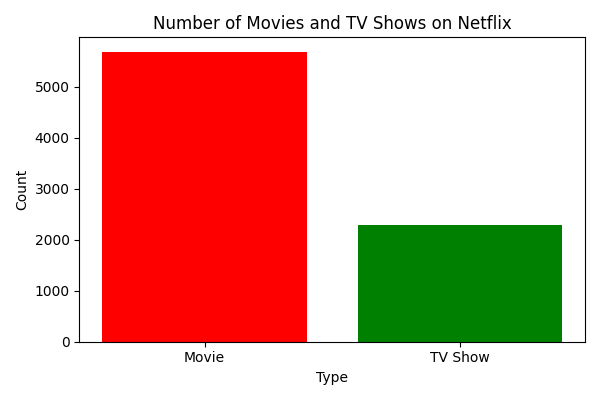 Number of Movies and TV Shows on Netflix
5000
4000
3000
2000
1000
0
Count
Movie
TV Show
Type